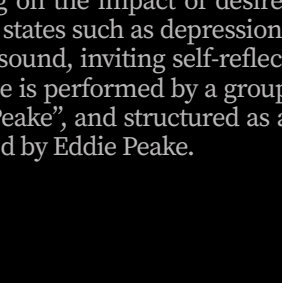 on the impact of desire
states such as depression
sound, inviting self-reflec
e is performed by a group
Peake”, and structured as a
d by Eddie Peake.